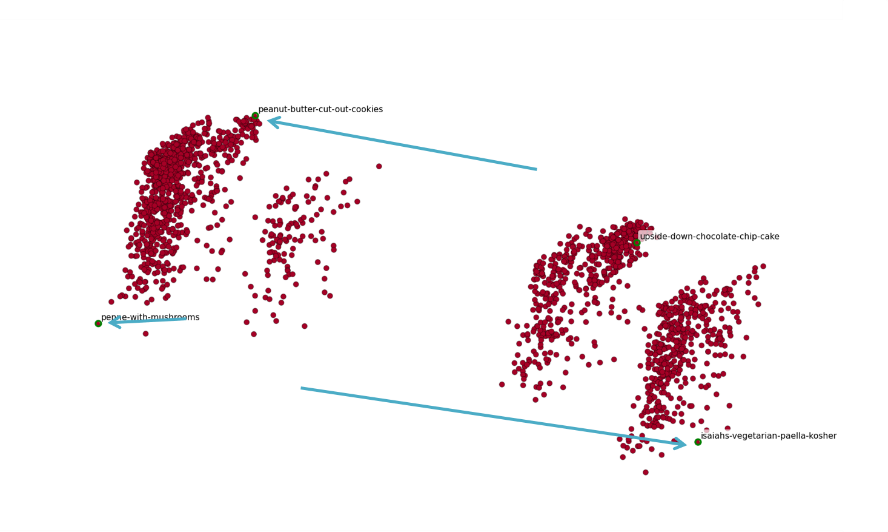 peanut-butter-cut-out-cookies
upside-down-chocolate-chip-cake
penne-with-mushrooms
isaiahs-vegetarian-paella-kosher